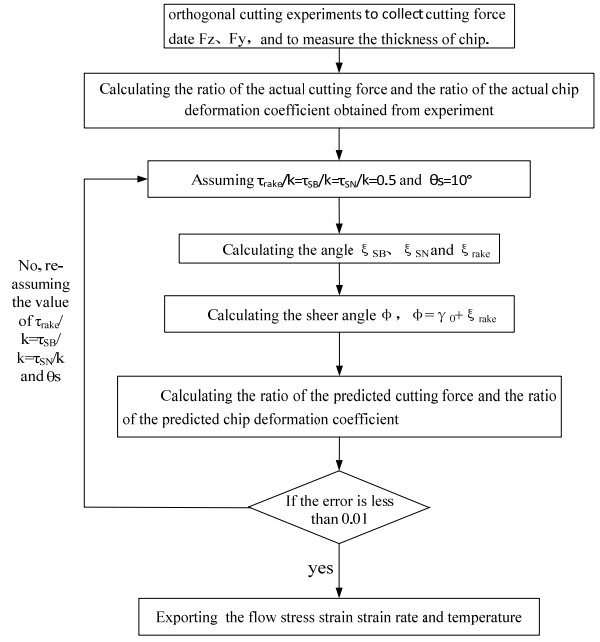 orthogonal cutting experiments to collect cutting force
date Fz、Fy, and to measure the thickness of chip.
Calculating the ratio of the actual cutting force and the ratio of the actual chip
deformation coefficient obtained from experiment
Assuming τrake/k=τSB/k=τSN/k=0.5 and θs=10°
Calculating the angle ξ SB、ξ SN and ξ rake
Calculating the sheer angle Φ, Φ= γ 0+ ξ rake
Calculating the ratio of the predicted cutting force and the ratio
of the predicted chip deformation coefficient
No, re-
assuming
the value
of τrake/
k=τSB/
k=τSN/k
and θs
If the error is less
than 0.01
yes
Exporting the flow stress strain strain rate and temperature